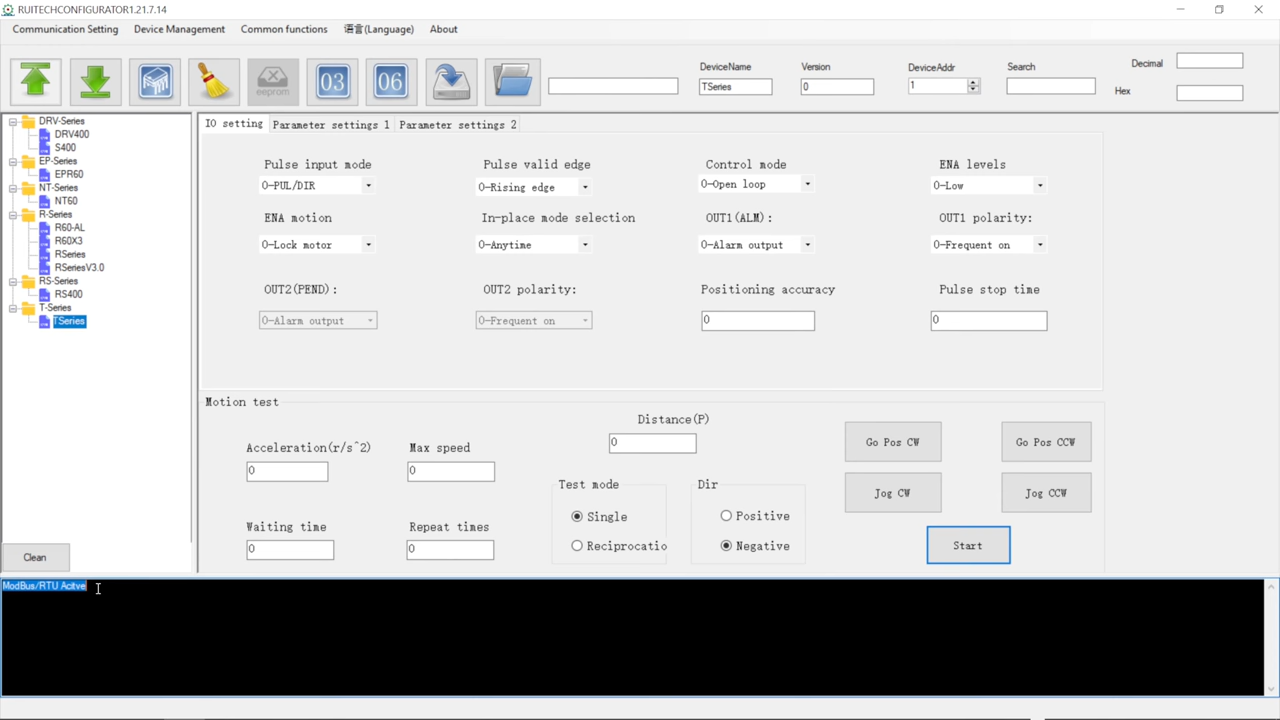 RUITECHCONFIGURATOR1.21.7.14
Communication Setting Device Management Common functions 语言(Language) About
eeprom 03 06
DeviceName Version DeviceAddr Search Decimal
TSeries 0 1 Hex
DRV-Series
DRV400
S400
EP-Series
EPR60
NT-Series
NT60
R-Series
R60-AL
R60X3
RSeries
RSeriesV3.0
RS-Series
RS400
T-Series
TSeries
Clean
IO setting Parameter settings 1 Parameter settings 2
Pulse input mode Pulse valid edge Control mode ENA levels
0-PUL/DIR 0-Rising edge 0-Open loop 0-Low
ENA motion In-place mode selection OUT1(ALM): OUT1 polarity:
0-Lock motor 0-Anytime 0-Alarm output 0-Frequent on
OUT2(PEND): OUT2 polarity: Positioning accuracy Pulse stop time
0-Alarm output 0-Frequent on 0 0
Motion test
Distance(P)
0
Acceleration(r/s^2) Max speed
0 0
Waiting time Repeat times
0 0
Test mode
Single
Reciprocatio
Dir
Positive
Negative
Go Pos CW Go Pos CCW
Jog CW Jog CCW
Start
ModBus/RTU Acitve